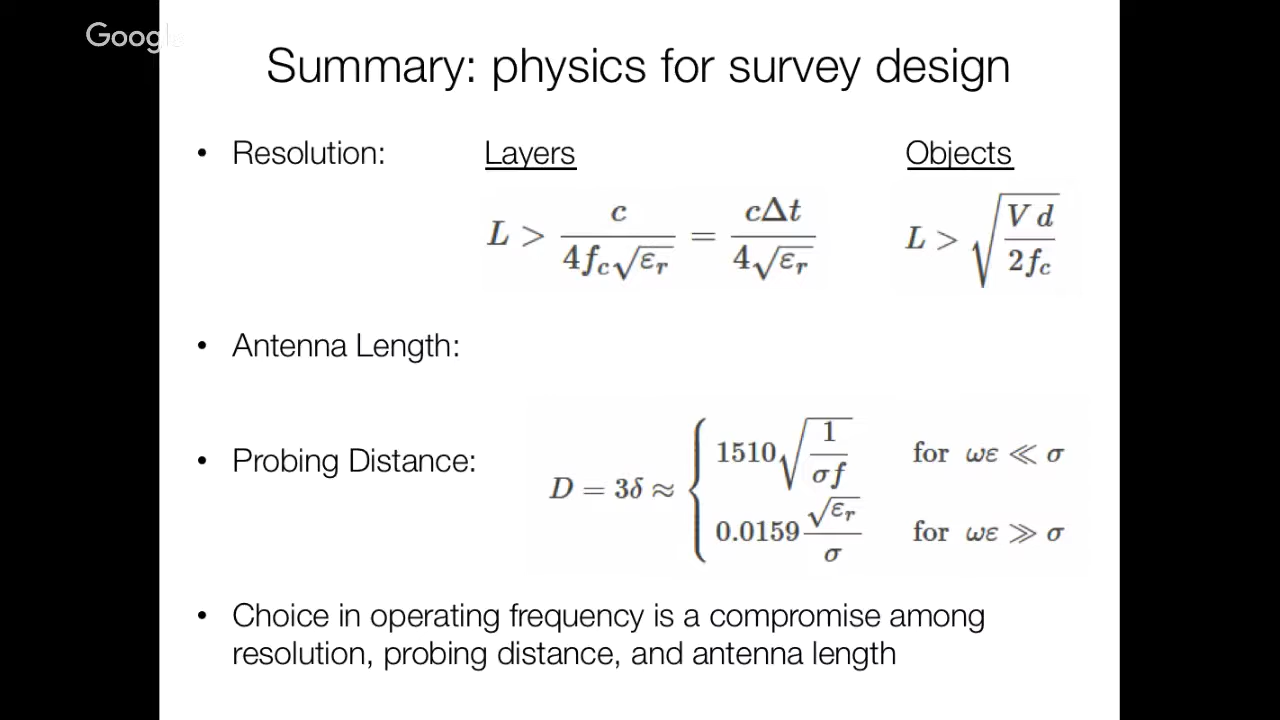 Google
Summary: physics for survey design
• Resolution: Layers Objects
L > c / (4f_c√ε_r) = cΔt / (4√ε_r) L > √(V d / 2f_c)
• Antenna Length:
• Probing Distance: D = 3δ ≈ { 1510 √(1 / σf) for ωε ≪ σ
0.0159 √ε_r / σ for ωε ≫ σ
• Choice in operating frequency is a compromise among
resolution, probing distance, and antenna length